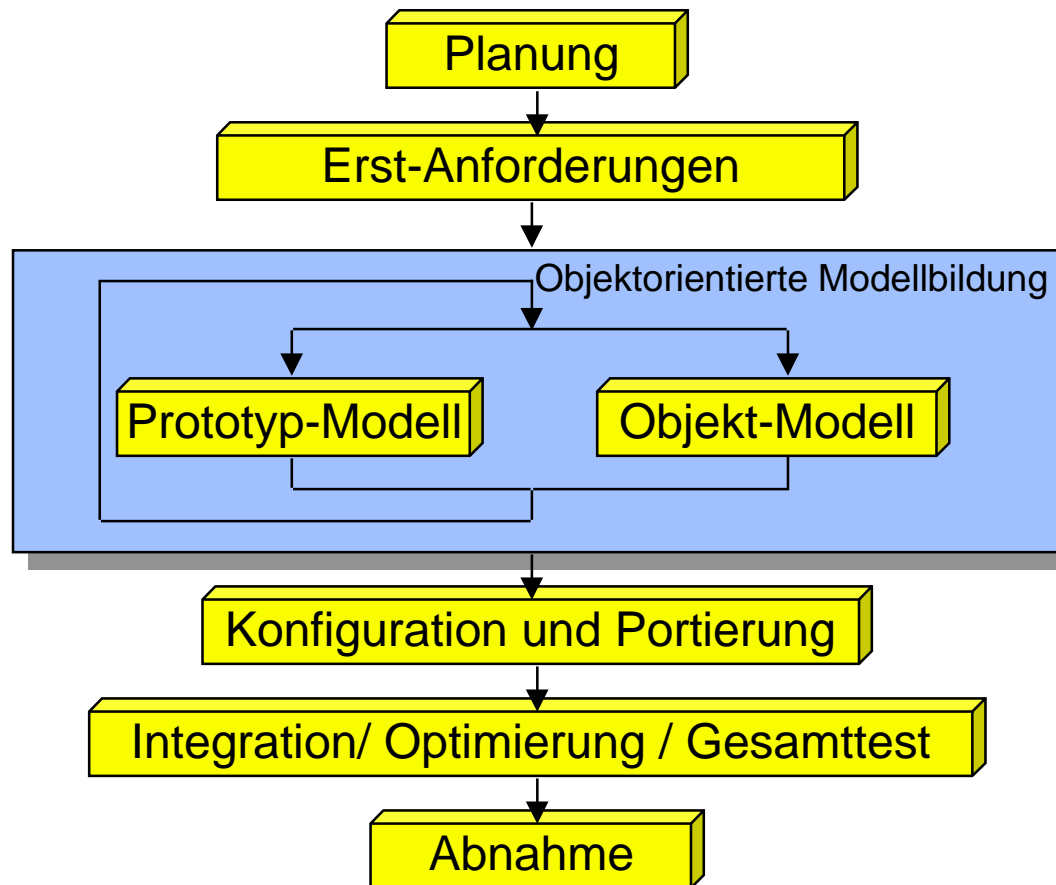 Planung
Erst-Anforderungen
Objektorientierte Modellbildung
Prototyp-Modell
Objekt-Modell
Konfiguration und Portierung
Integration/ Optimierung / Gesamttest
Abnahme